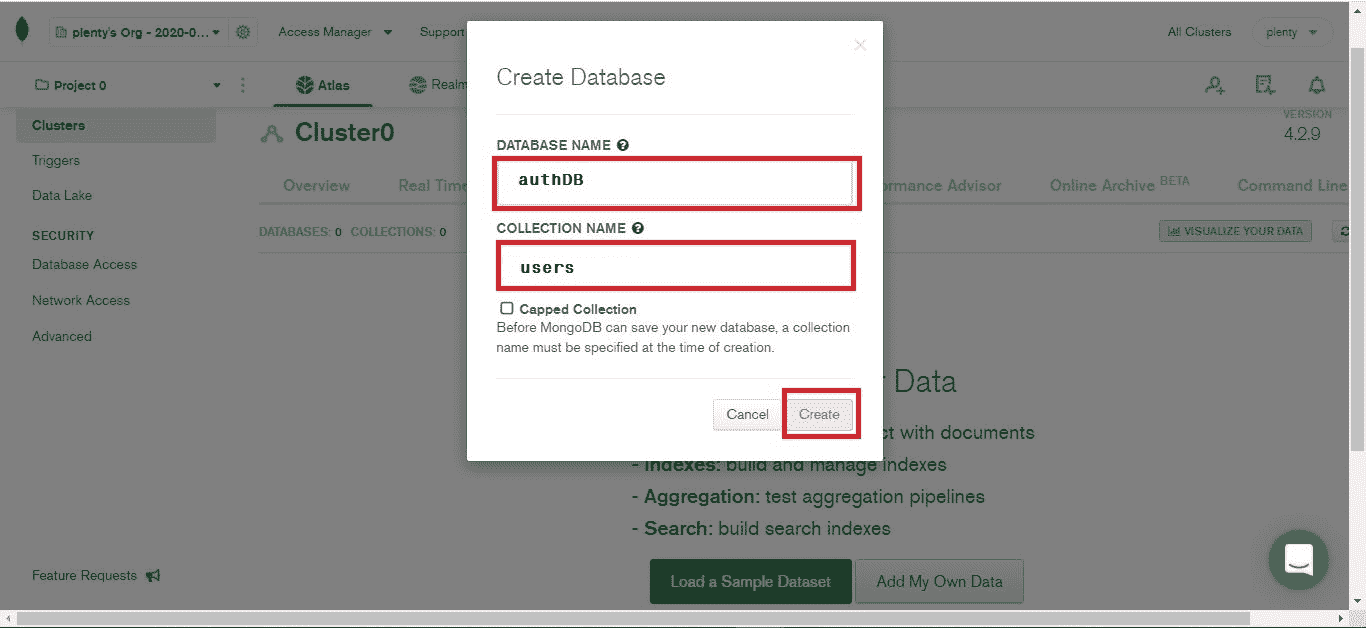 plenty's Org - 2020-0...
Access Manager
Support
All Clusters
plenty
Project 0
Atlas
Realm
Clusters
Triggers
Data Lake
SECURITY
Database Access
Network Access
Advanced
Feature Requests
Cluster0
VERSION
4.2.9
Overview
Real Time
rmance Advisor
Online Archive BETA
Command Line
DATABASES: 0 COLLECTIONS: 0
VISUALIZE YOUR DATA
Create Database
DATABASE NAME
authDB
COLLECTION NAME
users
Capped Collection
Before MongoDB can save your new database, a collection
name must be specified at the time of creation.
Cancel
Create
r Data
ct with documents
- Indexes: build and manage indexes
- Aggregation: test aggregation pipelines
- Search: build search indexes
Load a Sample Dataset
Add My Own Data